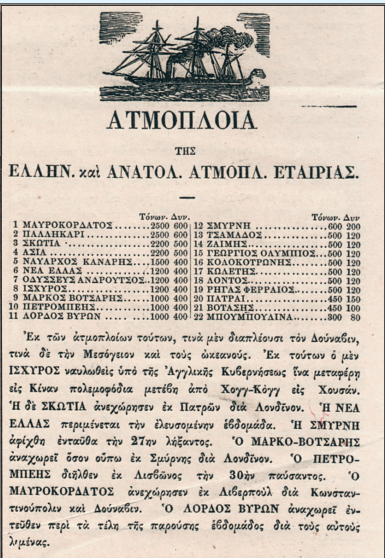 ΑΤΜΟΠΛΟΙΑ
ΤΗΣ
ΕΛΛΗΝ. καὶ ΑΝΑΤΟΛ. ΑΤΜΟΠΛ. ΕΤΑΙΡΙΑΣ.
Τόνων. Δυν.
1 ΜΑΥΡΟΚΟΡΔΑΤΟΣ 2500 600
2 ΠΑΛΛΗΚΑΡΙ 2500 600
3 ΣΚΩΤΙΑ 2200 500
4 ΑΣΙΑ 2200 500
5 ΝΑΥΑΡΧΟΣ ΚΑΝΑΡΗΣ 1500 400
6 ΝΕΑ ΕΛΛΑΣ 1200 400
7 ΟΔΥΣΣΕΥΣ ΑΝΔΡΟΥΤΣΟΣ 1200 400
8 ΙΣΧΥΡΟΣ 1200 400
9 ΜΑΡΚΟΣ ΒΟΤΣΑΡΗΣ 1000 400
10 ΠΕΤΡΟΜΠΕΗΣ 1000 400
11 ΛΟΡΔΟΣ ΒΥΡΩΝ 1000 400
Τόνων. Δυν
12 ΣΜΥΡΝΗ 600 200
13 ΤΣΑΜΑΔΟΣ 500 120
14 ΖΑΙΜΗΣ 500 120
15 ΓΕΩΡΓΙΟΣ ΟΛΥΜΠΙΟΣ 500 120
16 ΚΟΛΟΚΟΤΡΩΝΗΣ 500 120
17 ΚΩΛΕΤΗΣ 500 120
18 ΛΟΝΤΟΣ 500 120
19 ΡΗΓΑΣ ΦΕΡΡΑΙΟΣ 500 120
20 ΠΑΤΡΑΙ 450 150
21 ΒΟΤΑΣΗΣ 450 100
22 ΜΠΟΥΜΠΟΥΛΙΝΑ 300 80
Ἐκ τῶν ἀτμοπλοίων τούτων, τινὰ μὲν διαπλέουσι τὸν Δούναβιν,
τινὰ δὲ τὴν Μεσόγειον καὶ τοὺς ὠκεανούς. Ἐκ τούτων ὁ μὲν
ΙΣΧΥΡΟΣ ναυλωθεὶς ὑπὸ τῆς Ἀγγλικῆς Κυβερνήσεως ἵνα μεταφέρῃ
εἰς Κίναν πολεμοφόδια μετέβη ἀπὸ Χογγ-Κόγγ εἰς Χουσάν.
Ἡ δὲ ΣΚΩΤΙΑ ἀνεχώρησεν ἐκ Πατρῶν διὰ Λονδῖνον. Ἡ ΝΕΑ
ΕΛΛΑΣ περιμένεται τὴν ἐλευσομένην ἑβδομάδα. Ἡ ΣΜΥΡΝΗ
ἀφίχθη ἐνταῦθα τὴν 27ην λήξαντος. Ὁ ΜΑΡΚΟ-ΒΟΤΣΑΡΗΣ
ἀναχωρεῖ ὅσον οὔπω ἐκ Σμύρνης διὰ Λονδῖνον. Ὁ ΠΕΤΡΟ-
ΜΠΕΗΣ διῆλθεν ἐκ Λισβῶνος τὴν 30ὴν παύσαντος. Ὁ
ΜΑΥΡΟΚΟΡΔΑΤΟΣ ἀνεχώρησεν ἐκ Λιβερποὺλ διὰ Κωνσταν-
τινούπολιν καὶ Δούναβιν. Ὁ ΛΟΡΔΟΣ ΒΥΡΩΝ ἀναχωρεῖ ἐν-
τεῦθεν περὶ τὰ τέλη τῆς παρούσης ἑβδομάδος διὰ τοὺς αὐτοὺς
λιμένας.